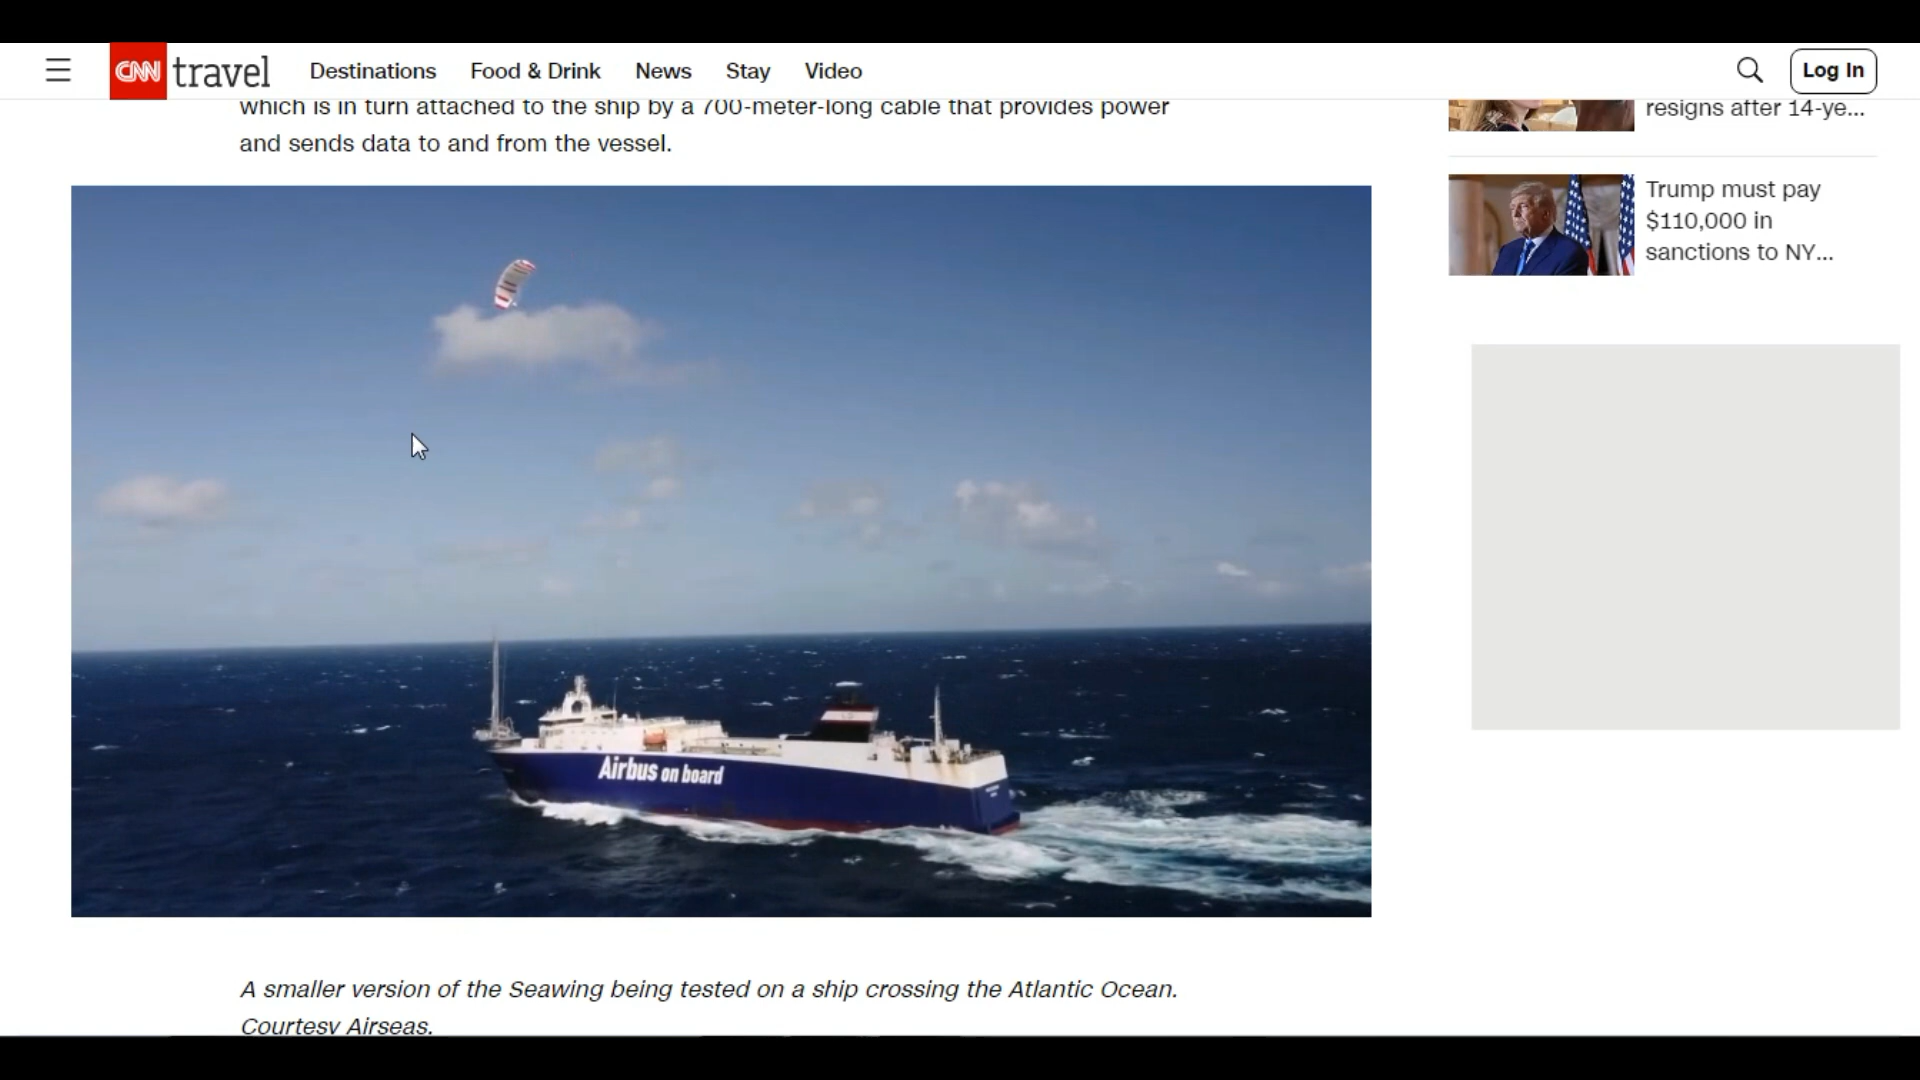 CNN travel Destinations Food & Drink News Stay Video Log In
which is in turn attached to the ship by a 700-meter-long cable that provides power
and sends data to and from the vessel.
resigns after 14-ye...
Trump must pay
$110,000 in
sanctions to NY...
Airbus on board
A smaller version of the Seawing being tested on a ship crossing the Atlantic Ocean.
Courtesy Airseas.